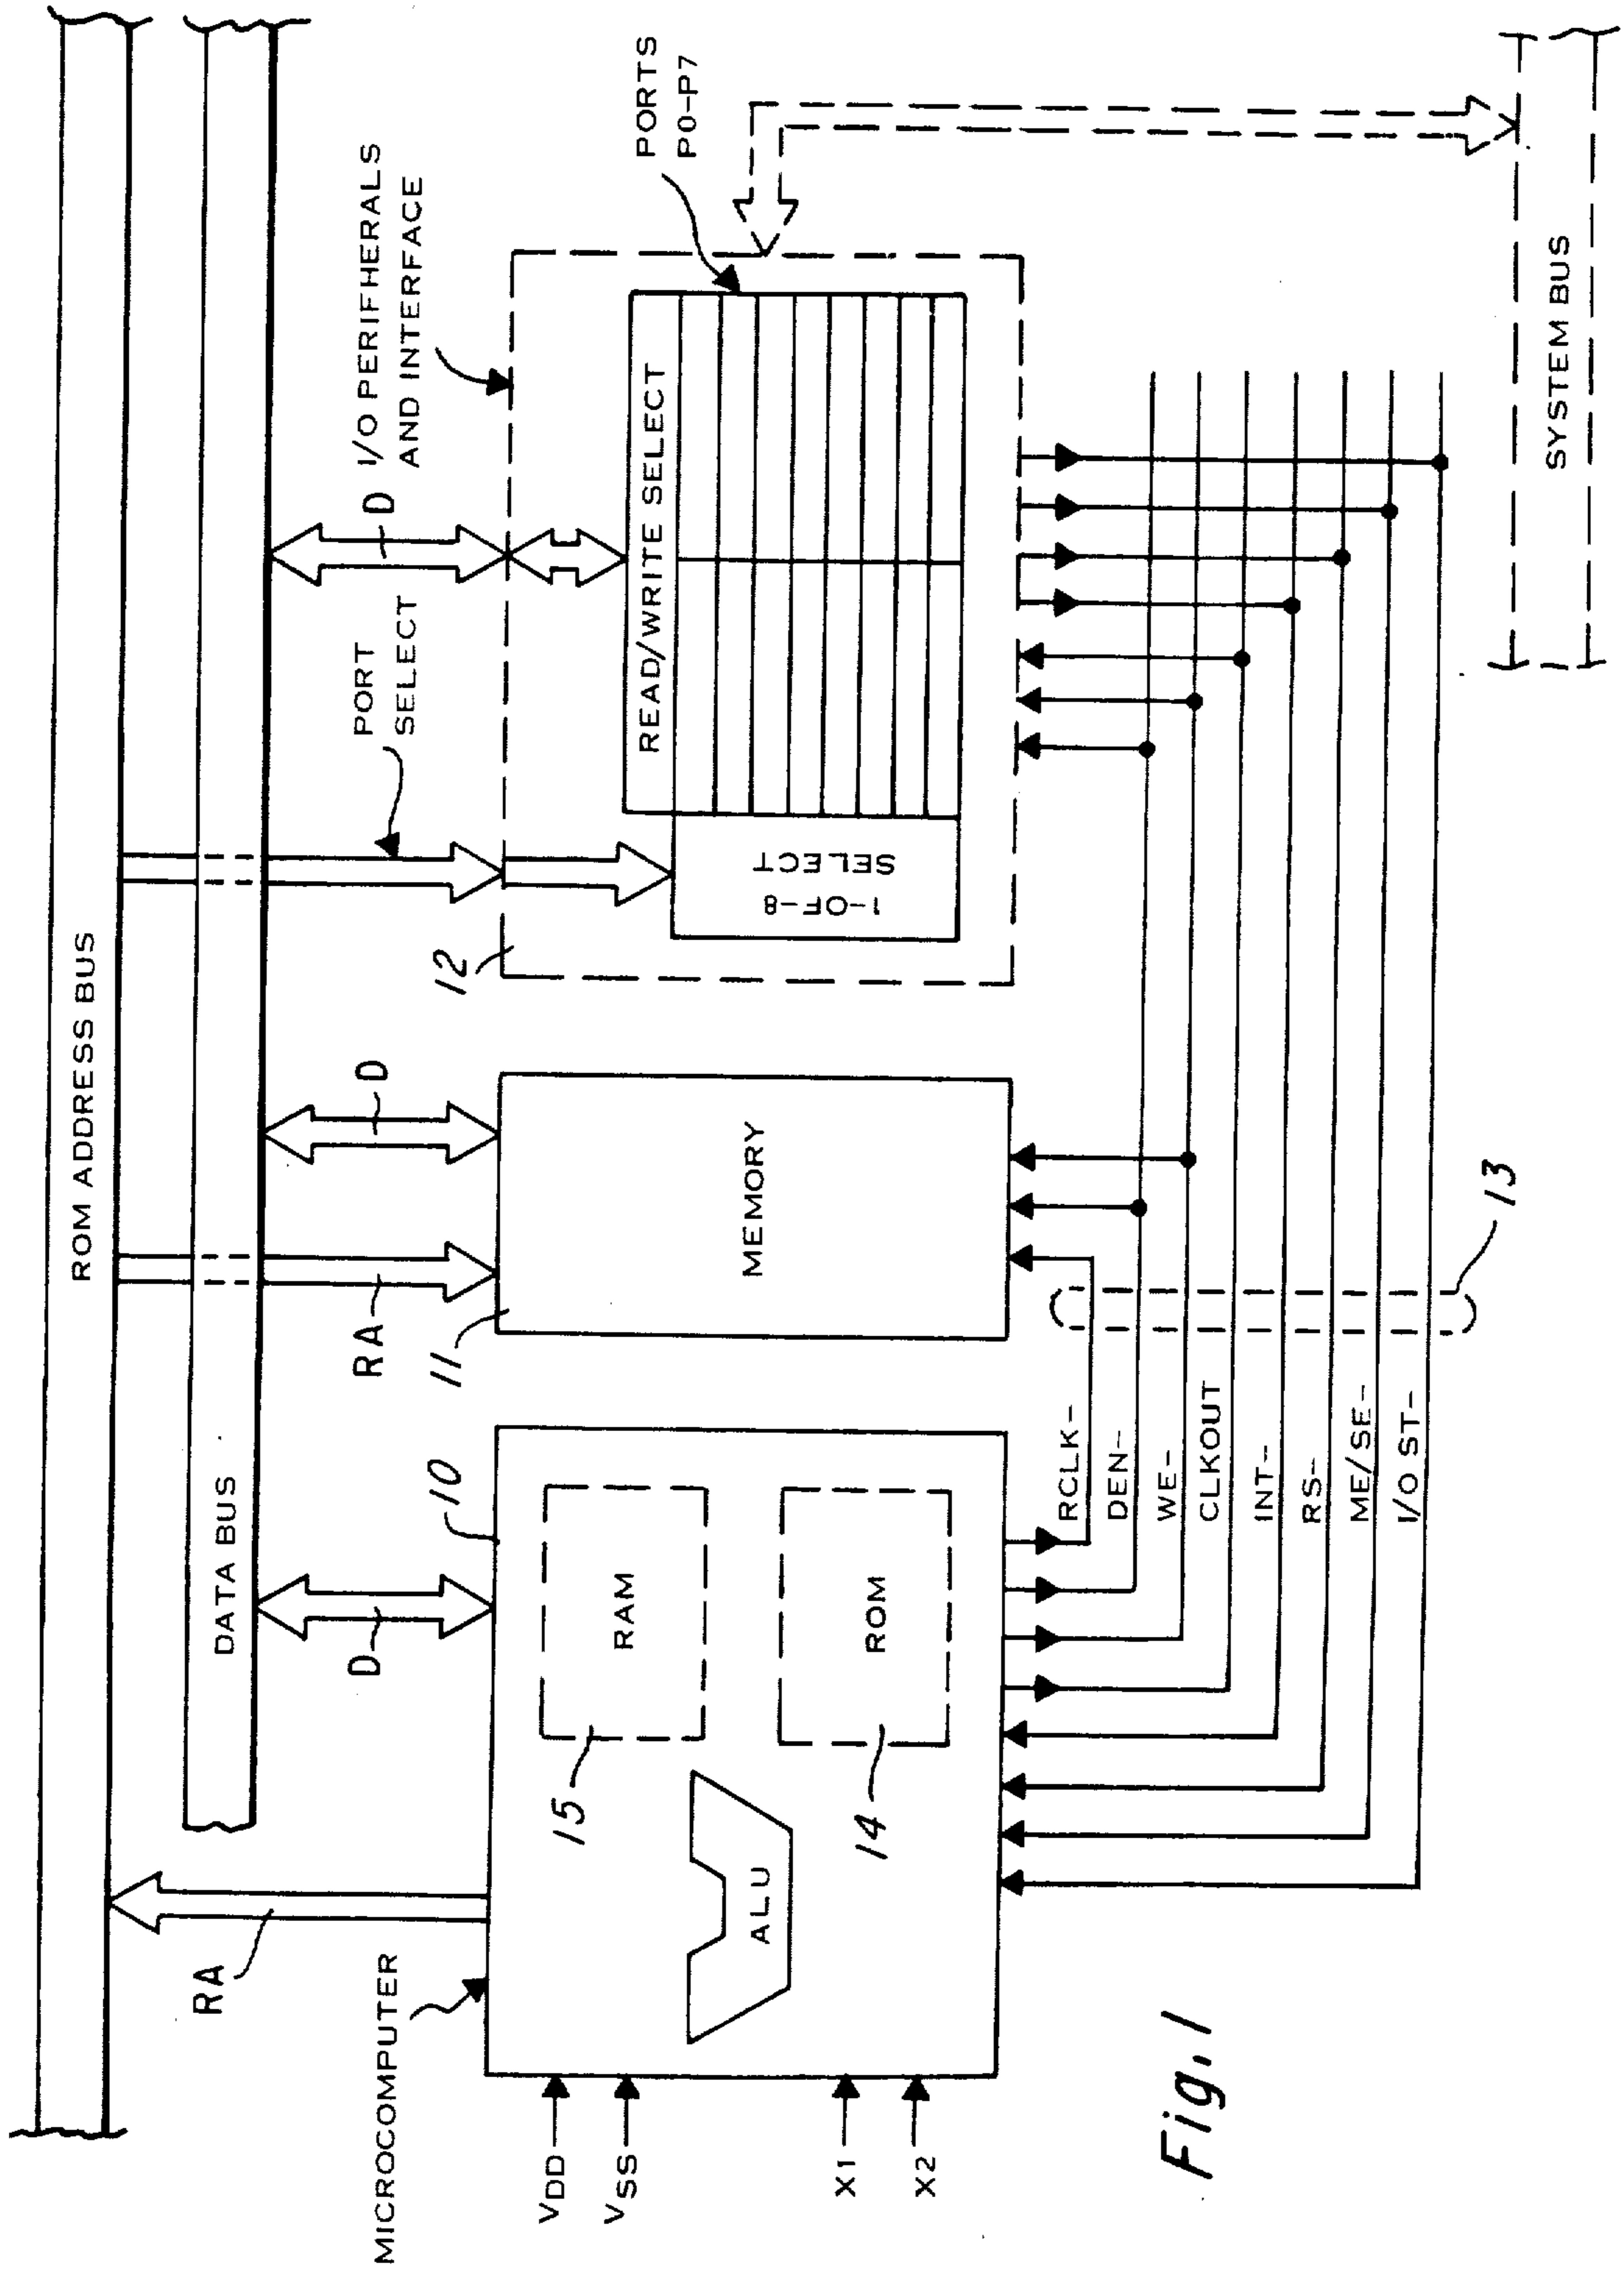 ROM ADDRESS BUS
DATA BUS
RA
D
RA
D
PORT
SELECT
D
I/O PERIFHERALS
AND INTERFACE
PORTS
P0-P7
MICROCOMPUTER
10
11
12
VDD
VSS
X1
X2
15
RAM
ALU
14
ROM
MEMORY
READ/WRITE SELECT
1-OF-8
SELECT
RCLK-
DEN-
WE-
CLKOUT
INT-
RS-
ME/SE-
I/O ST-
13
SYSTEM BUS
Fig. 1